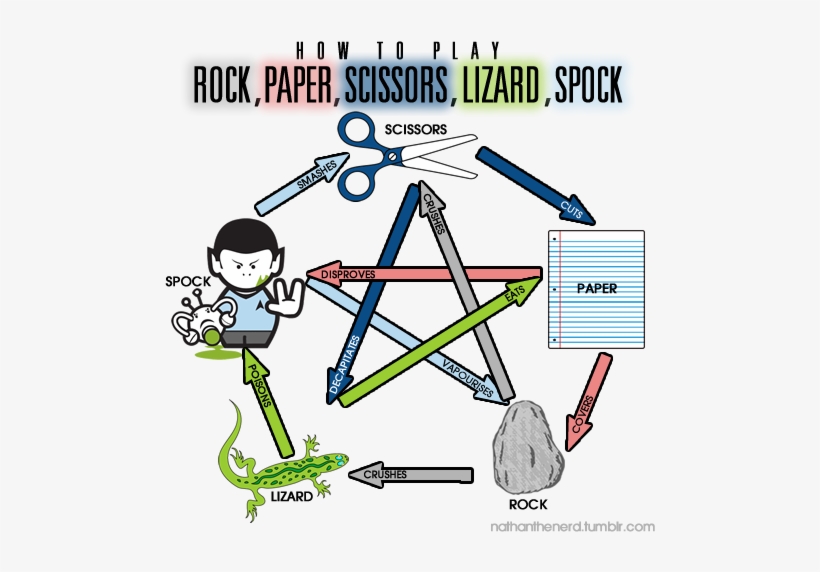 HOW TO PLAY
ROCK, PAPER, SCISSORS, LIZARD, SPOCK
SCISSORS
SMASHES
CUTS
CRUSHES
SPOCK
DISPROVES
PAPER
EATS
DECAPITATES
VAPOURISES
POISONS
COVERS
CRUSHES
LIZARD
ROCK
nathanthenerd.tumblr.com